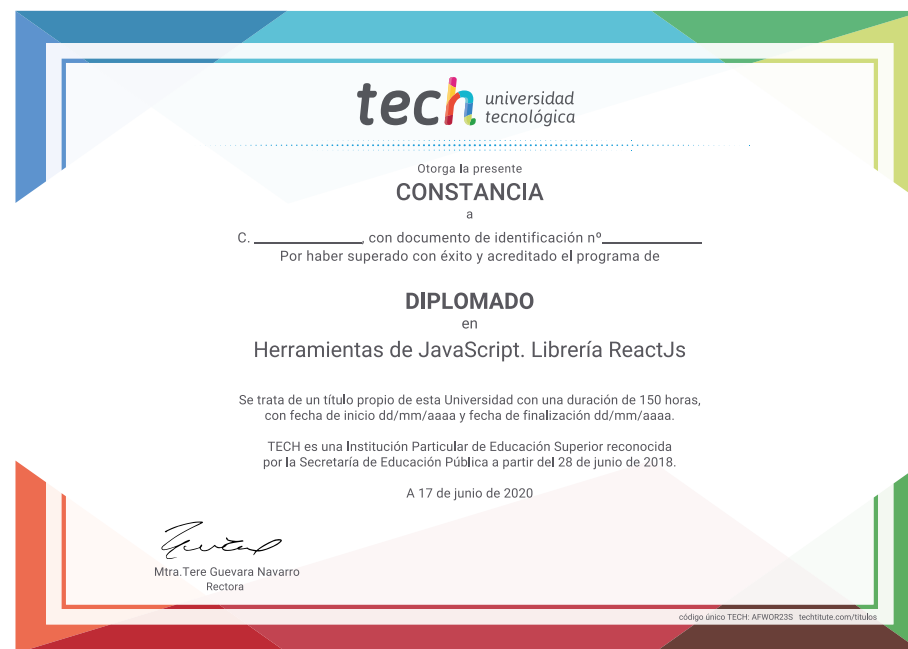 tech universidad
tecnológica
Otorga la presente
CONSTANCIA
a
C. ____________, con documento de identificación nº____________
Por haber superado con éxito y acreditado el programa de
DIPLOMADO
en
Herramientas de JavaScript. Librería ReactJs
Se trata de un título propio de esta Universidad con una duración de 150 horas,
con fecha de inicio dd/mm/aaaa y fecha de finalización dd/mm/aaaa.
TECH es una Institución Particular de Educación Superior reconocida
por la Secretaría de Educación Pública a partir del 28 de junio de 2018.
A 17 de junio de 2020
Mtra.Tere Guevara Navarro
Rectora
código único TECH: AFWOR23S techtitute.com/titulos